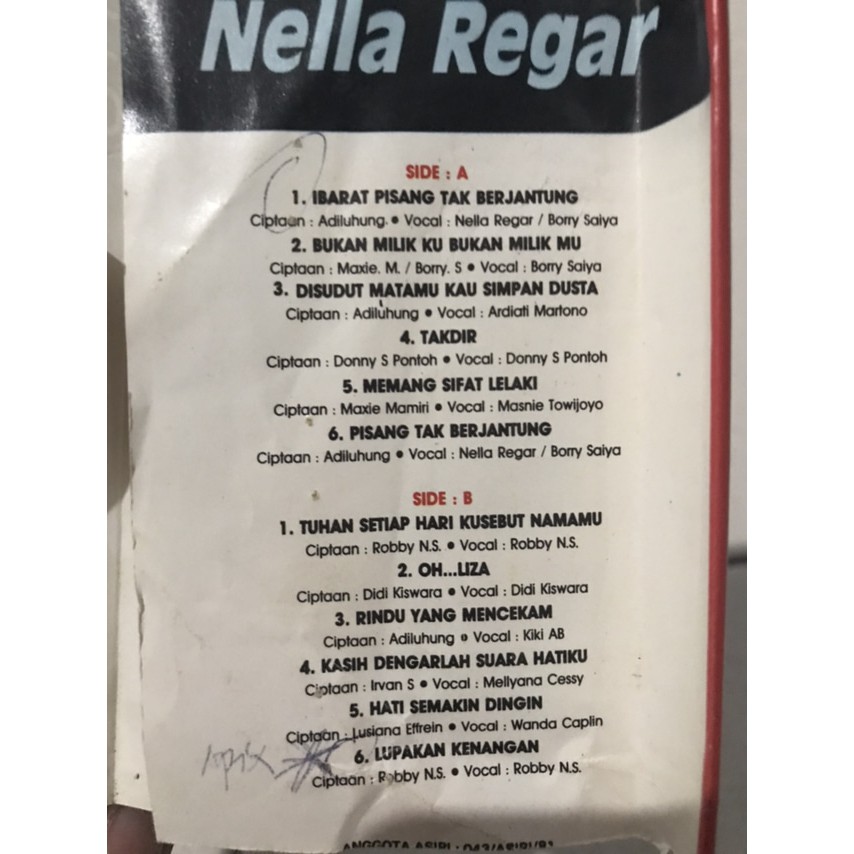 Nella Regar
SIDE : A
1. IBARAT PISANG TAK BERJANTUNG
Ciptaan : Adiluhung • Vocal : Nella Regar / Borry Saiya
2. BUKAN MILIK KU BUKAN MILIK MU
Ciptaan : Maxie. M. / Borry. S • Vocal : Borry Saiya
3. DISUDUT MATAMU KAU SIMPAN DUSTA
Ciptaan : Adiluhung • Vocal : Ardiati Martono
4. TAKDIR
Ciptaan : Donny S Pontoh • Vocal : Donny S Pontoh
5. MEMANG SIFAT LELAKI
Ciptaan : Maxie Mamiri • Vocal : Masnie Towijoyo
6. PISANG TAK BERJANTUNG
Ciptaan : Adiluhung • Vocal : Nella Regar / Borry Saiya
SIDE : B
1. TUHAN SETIAP HARI KUSEBUT NAMAMU
Ciptaan : Robby N.S. • Vocal : Robby N.S.
2. OH...LIZA
Ciptaan : Didi Kiswara • Vocal : Didi Kiswara
3. RINDU YANG MENCEKAM
Ciptaan : Adiluhung • Vocal : Kiki AB
4. KASIH DENGARLAH SUARA HATIKU
Ciptaan : Irvan S • Vocal : Mellyana Cessy
5. HATI SEMAKIN DINGIN
Ciptaan : Lusiana Effrein • Vocal : Wanda Caplin
6. LUPAKAN KENANGAN
Ciptaan : Robby N.S. • Vocal : Robby N.S.
ANGGOTA ASIRI : 043/ASIRI/81